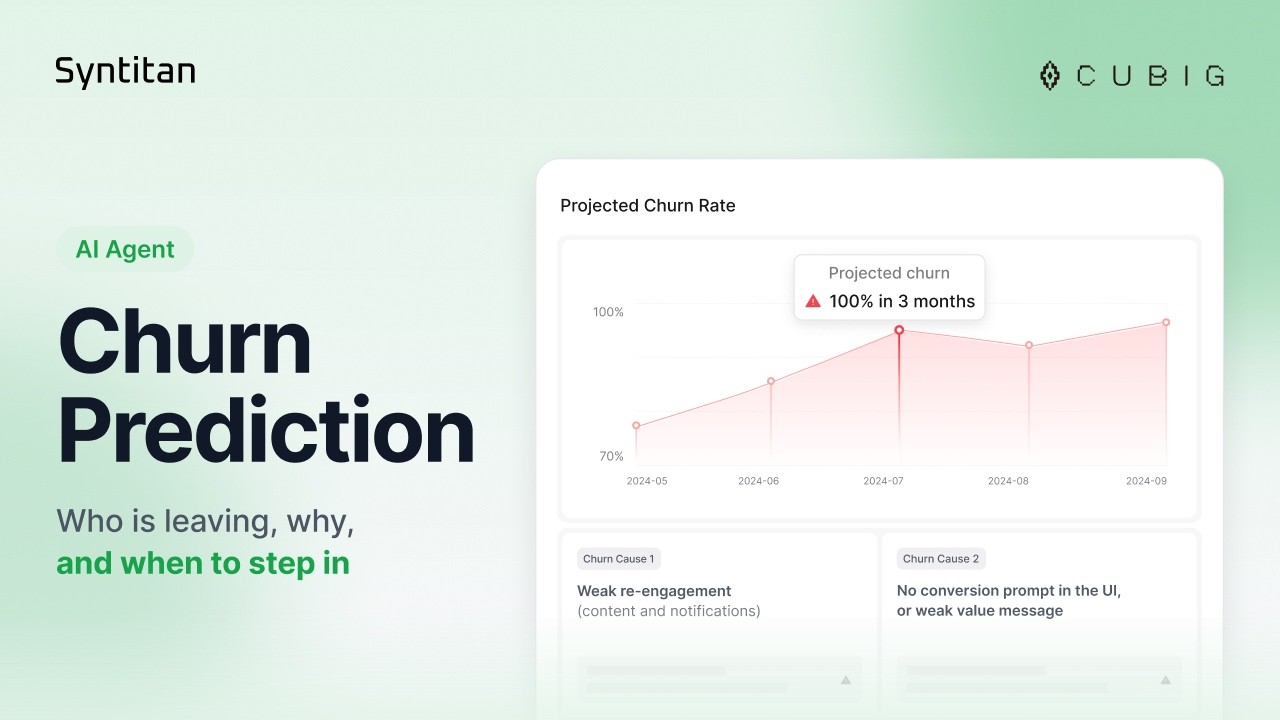 Syntitan
CUBIG
AI Agent
Churn
Prediction
Who is leaving, why,
and when to step in
Projected Churn Rate
Projected churn
100% in 3 months
100%
70%
2024-05
2024-06
2024-07
2024-08
2024-09
Churn Cause 1
Weak re-engagement
(content and notifications)
Churn Cause 2
No conversion prompt in the UI,
or weak value message